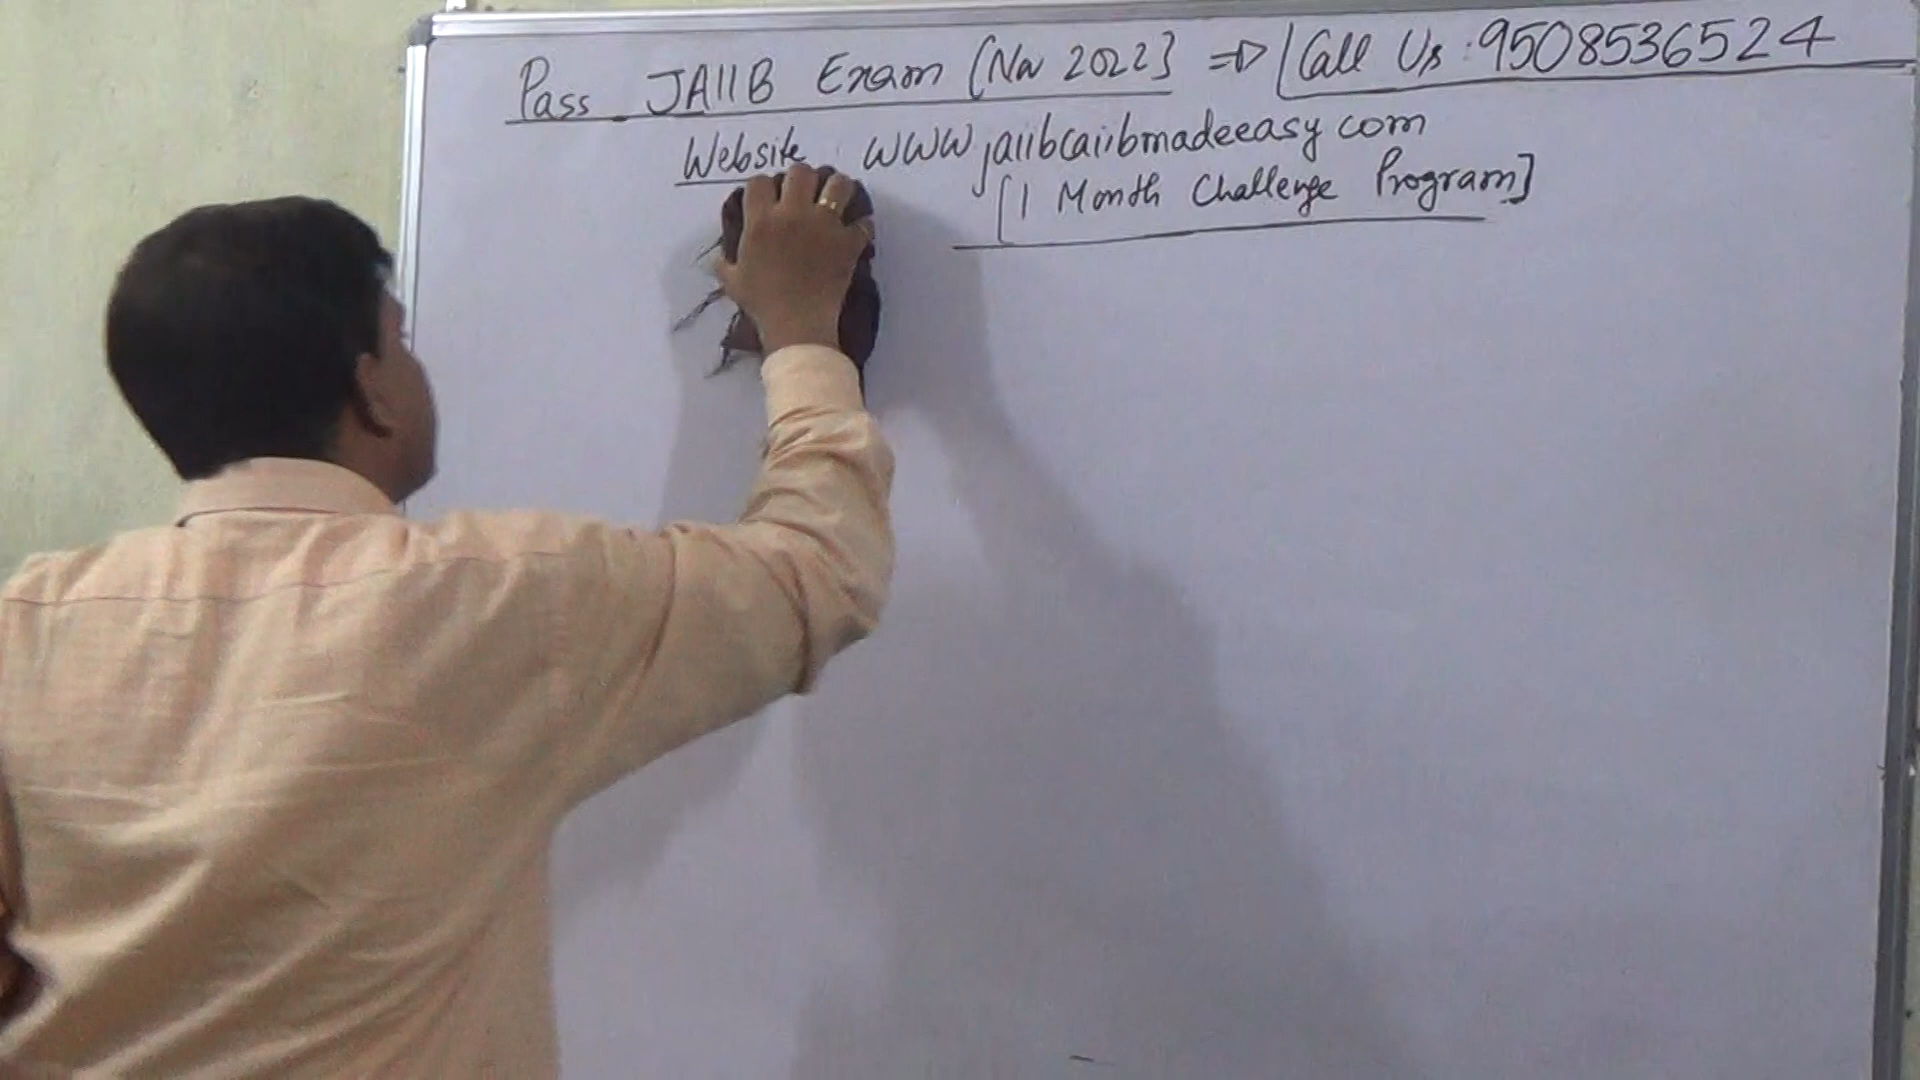 Pass JAIIB Exam [Nov 2022] ⇒ Call Us : 9508536524
Website : www.jaiibcaiibmadeeasy.com
[1 Month Challenge Program]